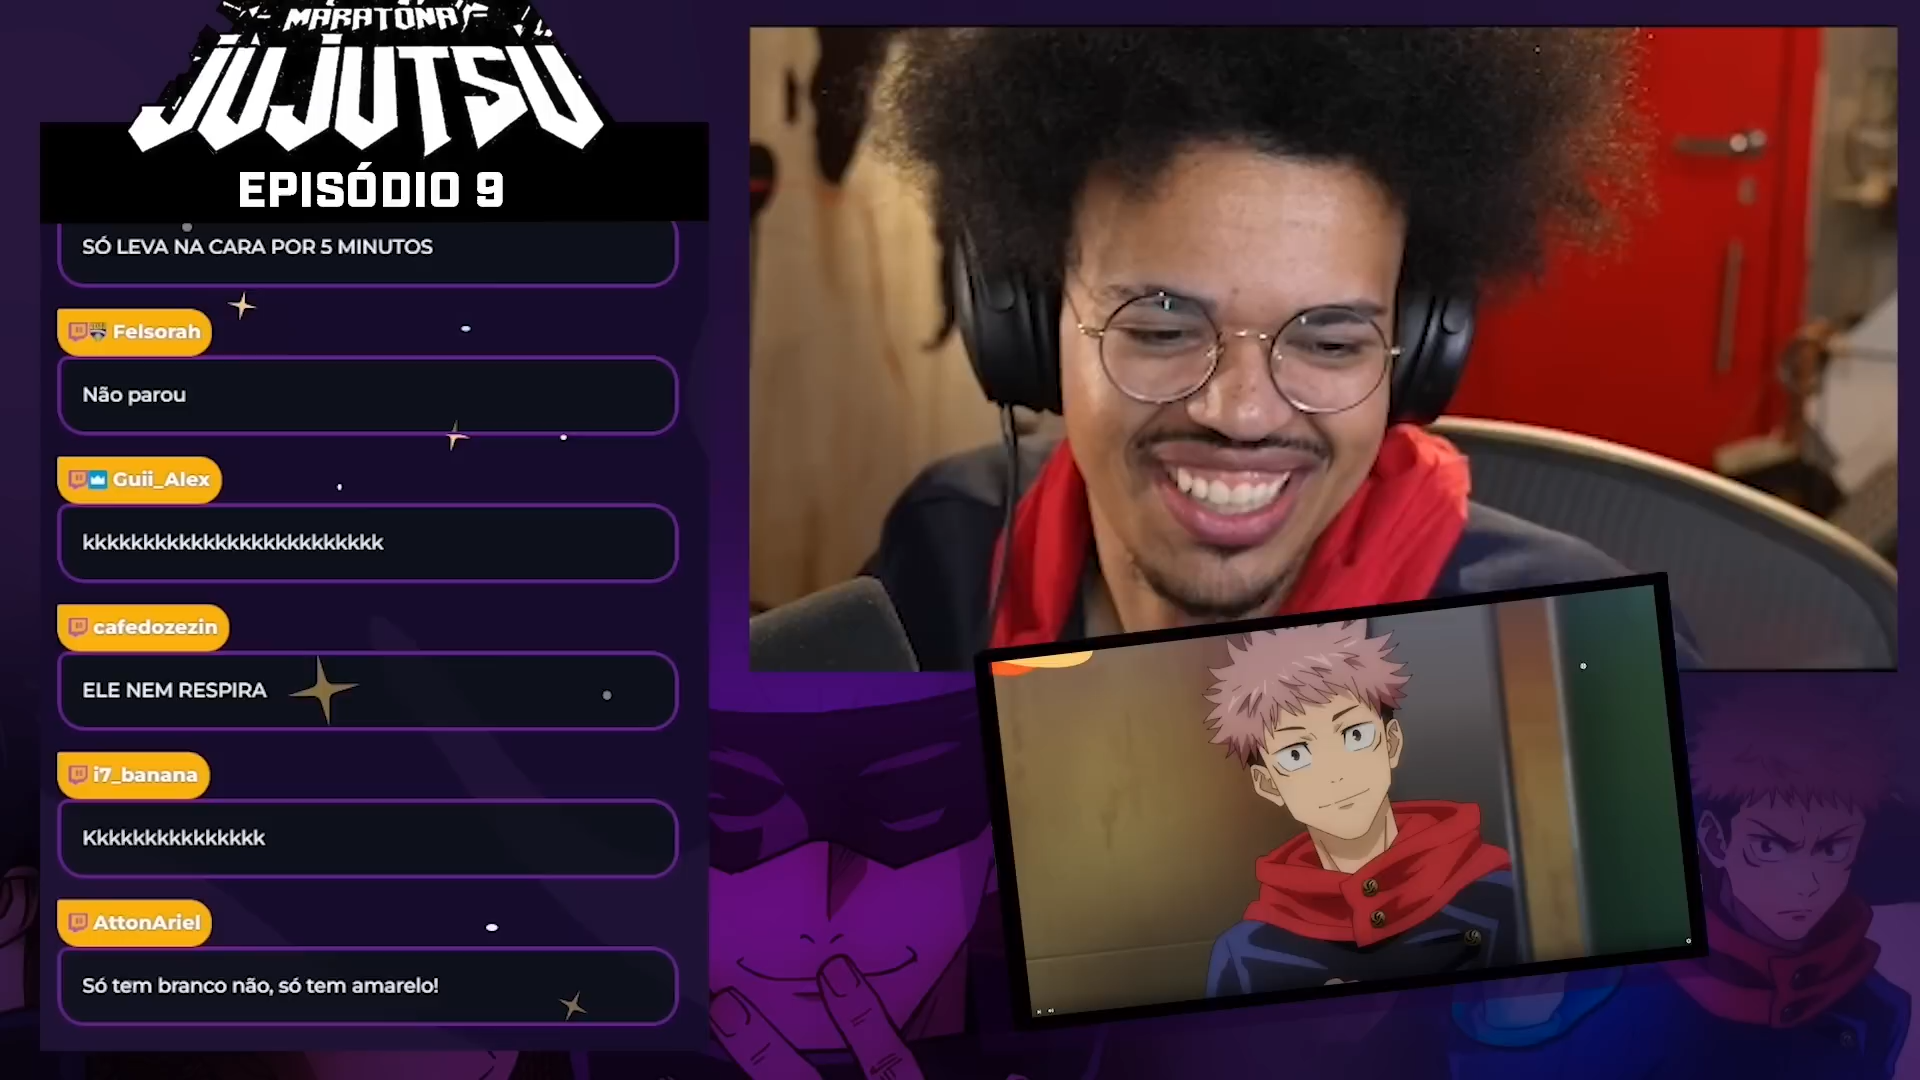 MARATONA
JUJUTSU
EPISÓDIO 9
SÓ LEVA NA CARA POR 5 MINUTOS
Felsorah
Não parou
Guii_Alex
kkkkkkkkkkkkkkkkkkkkkkkkk
cafedozezin
ELE NEM RESPIRA
i7_banana
Kkkkkkkkkkkkkkk
AttonAriel
Só tem branco não, só tem amarelo!